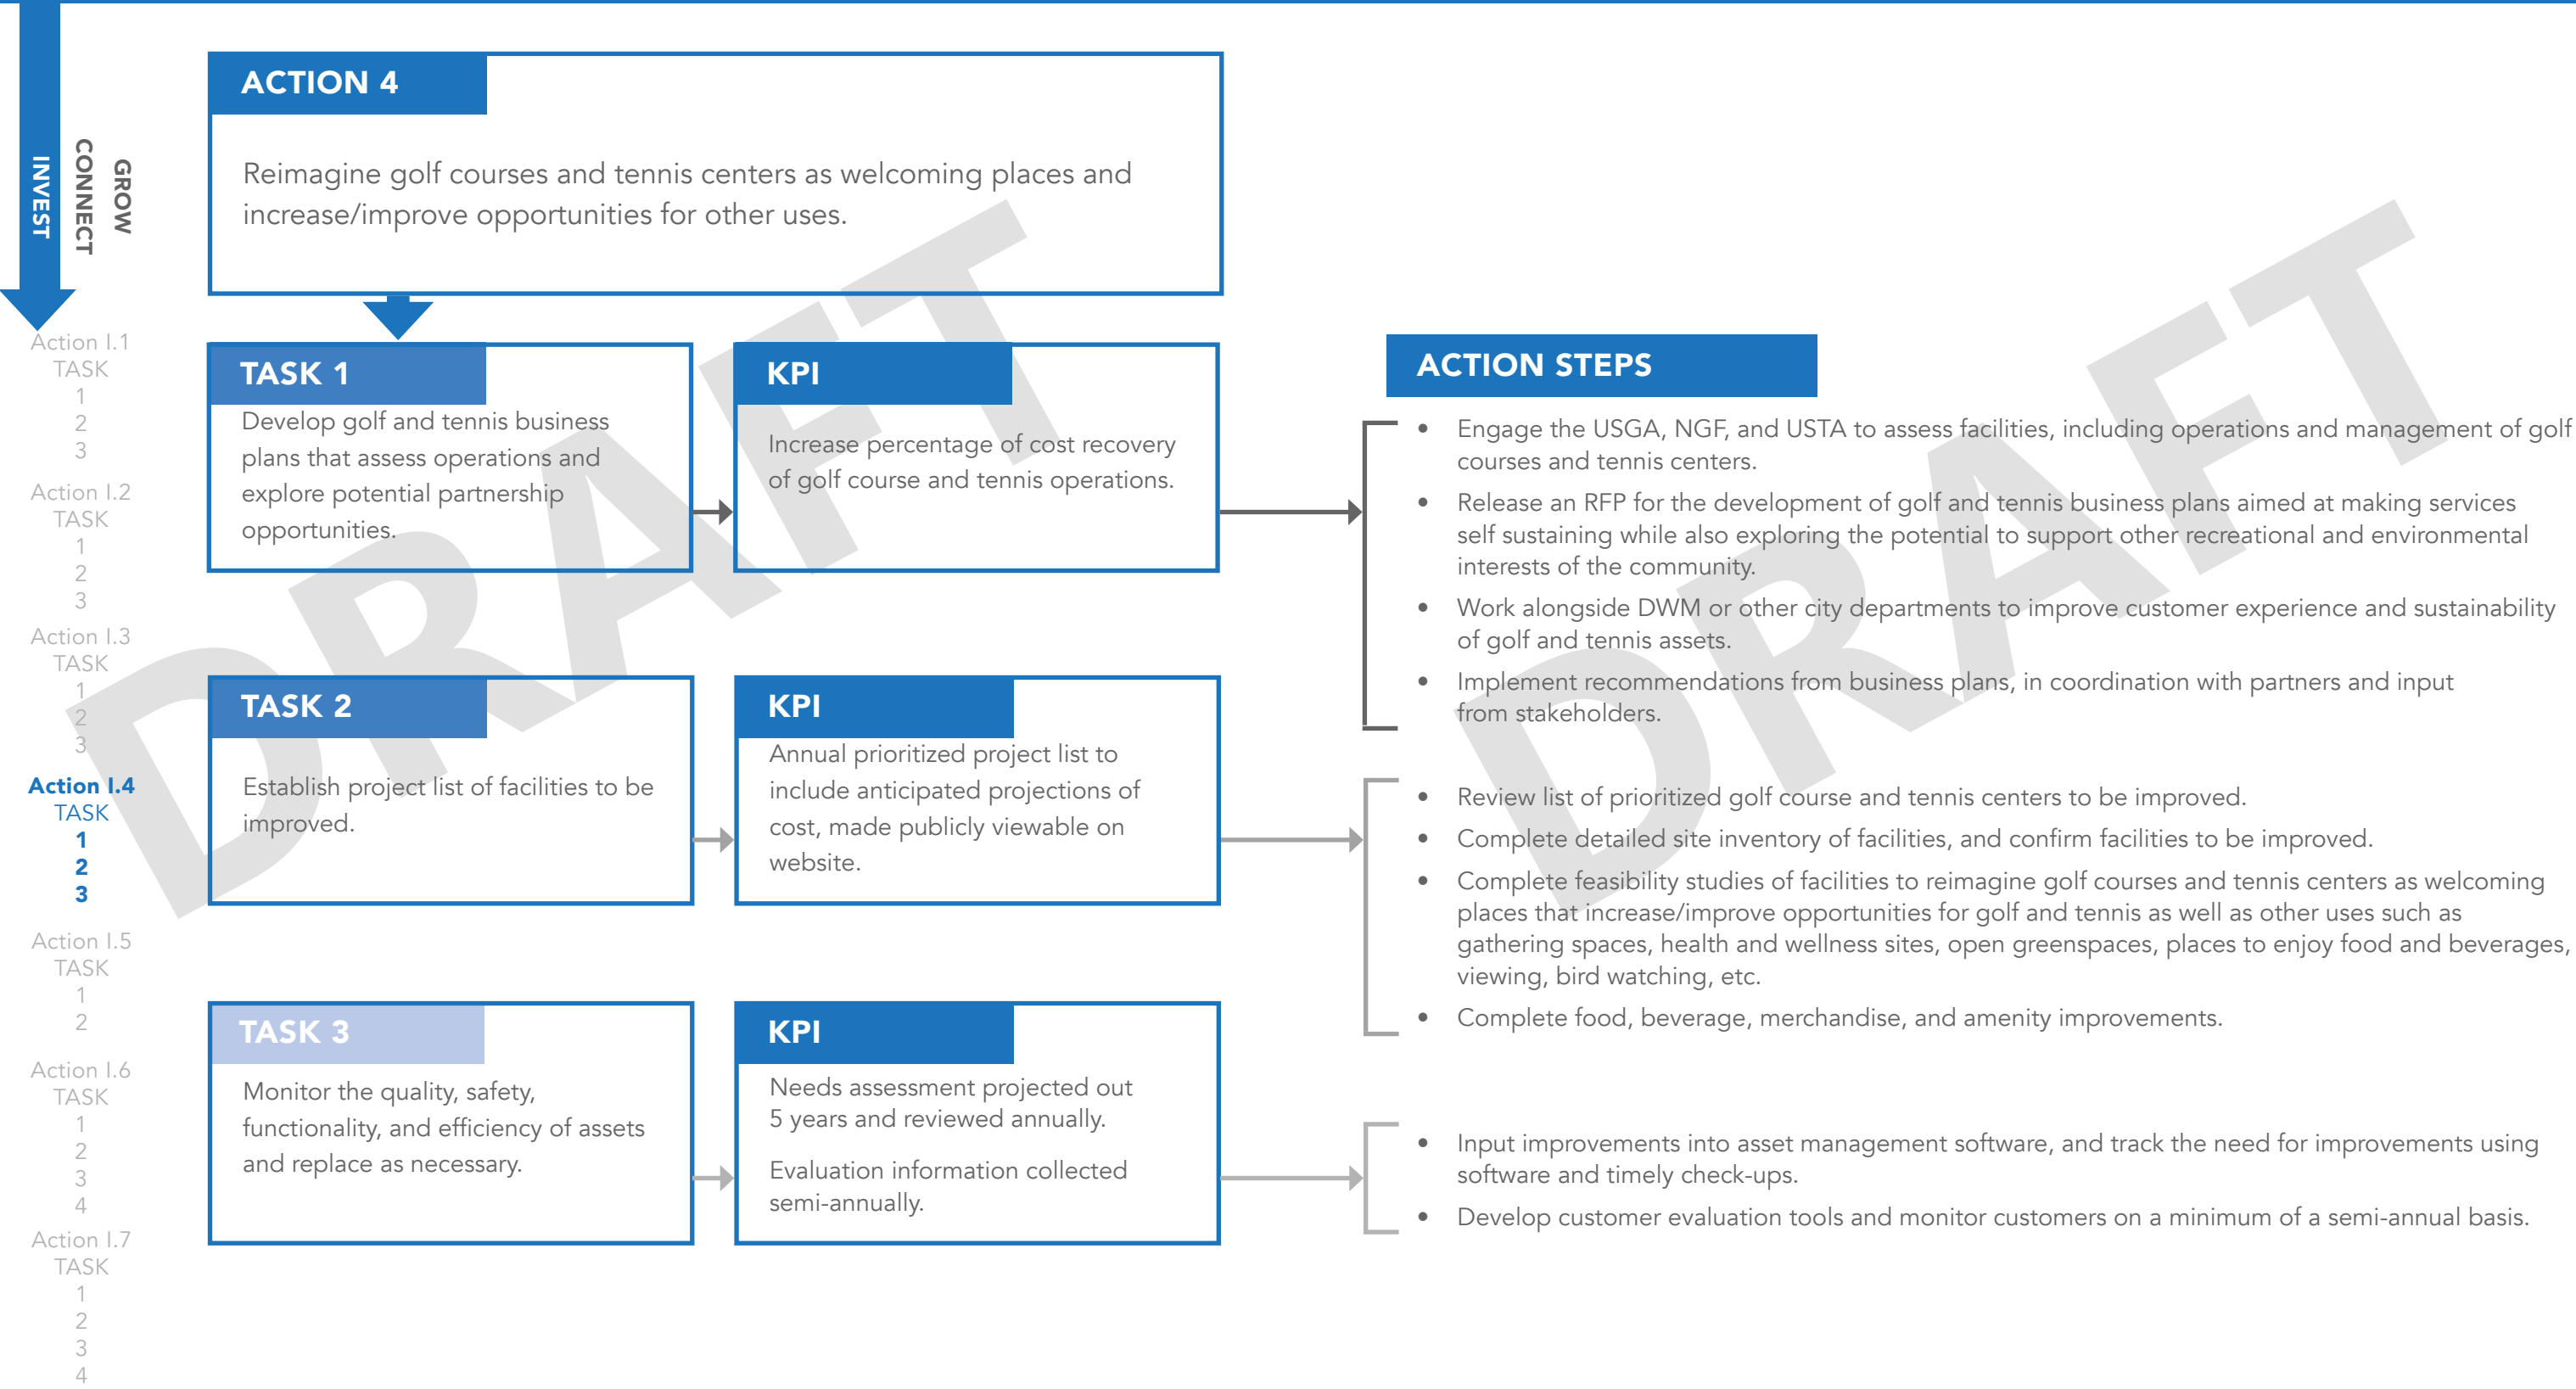 GROW
CONNECT
INVEST
Action I.1
TASK
1
2
3
Action I.2
TASK
1
2
3
Action I.3
TASK
1
2
3
Action I.4
TASK
1
2
3
Action I.5
TASK
1
2
Action I.6
TASK
1
2
3
4
Action I.7
TASK
1
2
3
4
ACTION 4
Reimagine golf courses and tennis centers as welcoming places and
increase/improve opportunities for other uses.
TASK 1
Develop golf and tennis business
plans that assess operations and
explore potential partnership
opportunities.
KPI
Increase percentage of cost recovery
of golf course and tennis operations.
ACTION STEPS
• Engage the USGA, NGF, and USTA to assess facilities, including operations and management of golf
courses and tennis centers.
• Release an RFP for the development of golf and tennis business plans aimed at making services
self sustaining while also exploring the potential to support other recreational and environmental
interests of the community.
• Work alongside DWM or other city departments to improve customer experience and sustainability
of golf and tennis assets.
• Implement recommendations from business plans, in coordination with partners and input
from stakeholders.
TASK 2
Establish project list of facilities to be
improved.
KPI
Annual prioritized project list to
include anticipated projections of
cost, made publicly viewable on
website.
• Review list of prioritized golf course and tennis centers to be improved.
• Complete detailed site inventory of facilities, and confirm facilities to be improved.
• Complete feasibility studies of facilities to reimagine golf courses and tennis centers as welcoming
places that increase/improve opportunities for golf and tennis as well as other uses such as
gathering spaces, health and wellness sites, open greenspaces, places to enjoy food and beverages,
viewing, bird watching, etc.
• Complete food, beverage, merchandise, and amenity improvements.
TASK 3
Monitor the quality, safety,
functionality, and efficiency of assets
and replace as necessary.
KPI
Needs assessment projected out
5 years and reviewed annually.
Evaluation information collected
semi-annually.
• Input improvements into asset management software, and track the need for improvements using
software and timely check-ups.
• Develop customer evaluation tools and monitor customers on a minimum of a semi-annual basis.
DRAFT
DRAFT